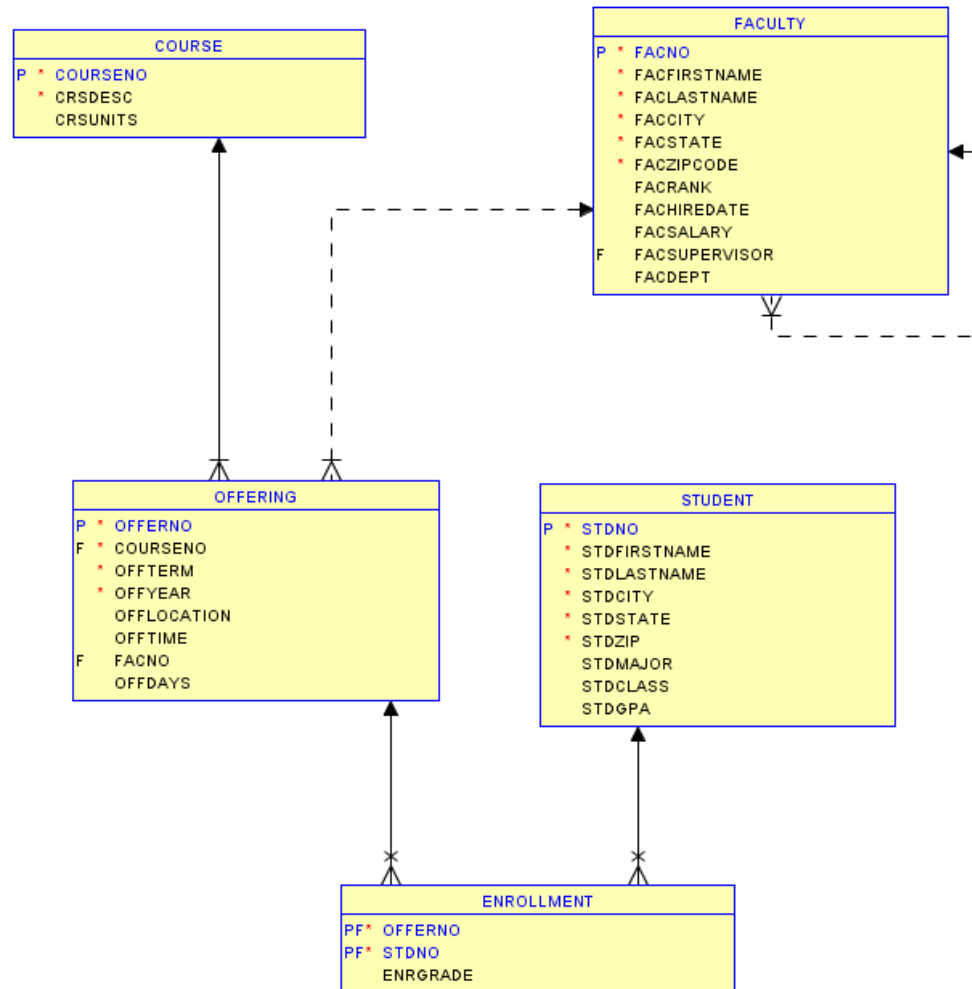 COURSE
P * COURSENO
* CRSDESC
CRSUNITS
FACULTY
P * FACNO
* FACFIRSTNAME
* FACLASTNAME
* FACCITY
* FACSTATE
* FACZIPCODE
FACRANK
FACHIREDATE
FACSALARY
F FACSUPERVISOR
FACDEPT
OFFERING
P * OFFERNO
F * COURSENO
* OFFTERM
* OFFYEAR
OFFLOCATION
OFFTIME
F FACNO
OFFDAYS
STUDENT
P * STDNO
* STDFIRSTNAME
* STDLASTNAME
* STDCITY
* STDSTATE
* STDZIP
STDMAJOR
STDCLASS
STDGPA
ENROLLMENT
PF* OFFERNO
PF* STDNO
ENRGRADE